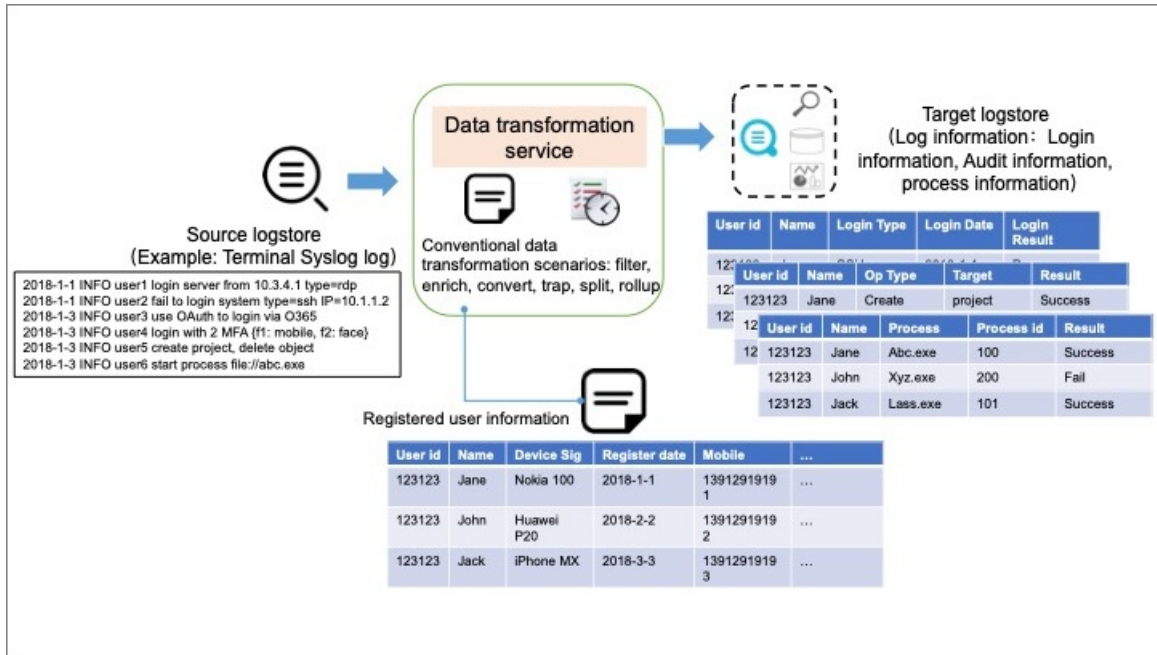 Data transformation
service
Target logstore
(Log information: Login
information, Audit information,
process information)
Source logstore
(Example: Terminal Syslog log)
2018-1-1 INFO user1 login server from 10.3.4.1 type=rdp
2018-1-1 INFO user2 fail to login system type=ssh IP=10.1.1.2
2018-1-3 INFO user3 use OAuth to login via O365
2018-1-3 INFO user4 login with 2 MFA {f1: mobile, f2: face}
2018-1-3 INFO user5 create project, delete object
2018-1-3 INFO user6 start process file://abc.exe
Conventional data
transformation scenarios: filter,
enrich, convert, trap, split, rollup
User id Name Login Type Login Date Login
Result
User id Name Op Type Target Result
123123 Jane Create project Success
User id Name Process Process id Result
123123 Jane Abc.exe 100 Success
123123 John Xyz.exe 200 Fail
123123 Jack Lass.exe 101 Success
Registered user information
User id Name Device Sig Register date Mobile ...
123123 Jane Nokia 100 2018-1-1 1391291919
1 ...
123123 John Huawei
P20 2018-2-2 1391291919
2 ...
123123 Jack iPhone MX 2018-3-3 1391291919
3 ...